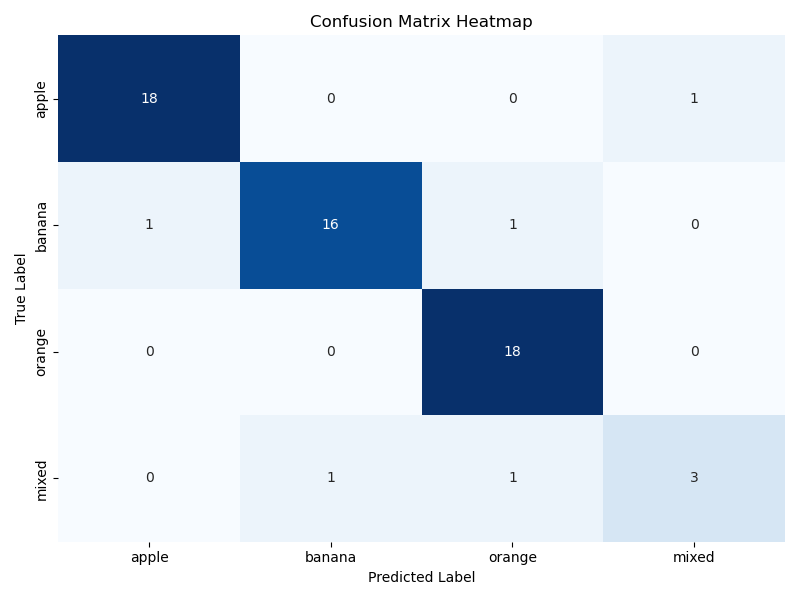 Confusion Matrix Heatmap
True Label
apple
18 0 0 1
banana
1 16 1 0
orange
0 0 18 0
mixed
0 1 1 3
apple banana orange mixed
Predicted Label